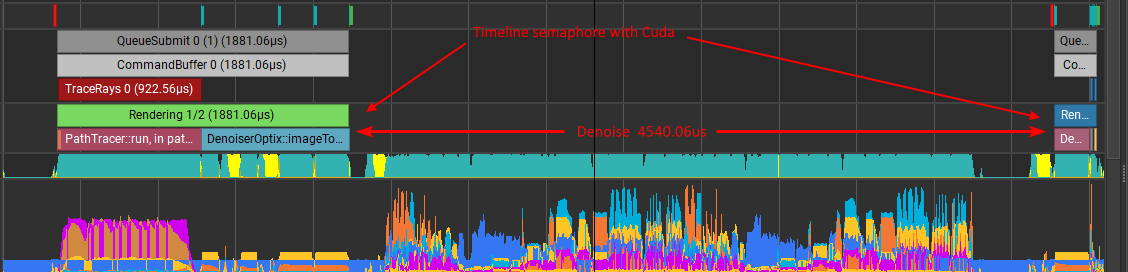 QueueSubmit 0 (1) (1881.06µs)
Timeline semaphore with Cuda
Que...
CommandBuffer 0 (1881.06µs)
Co...
TraceRays 0 (922.56µs)
Rendering 1/2 (1881.06µs)
Ren...
PathTracer::run, in pat...
DenoiserOptix::imageTo...
Denoise 4540.06us
De...